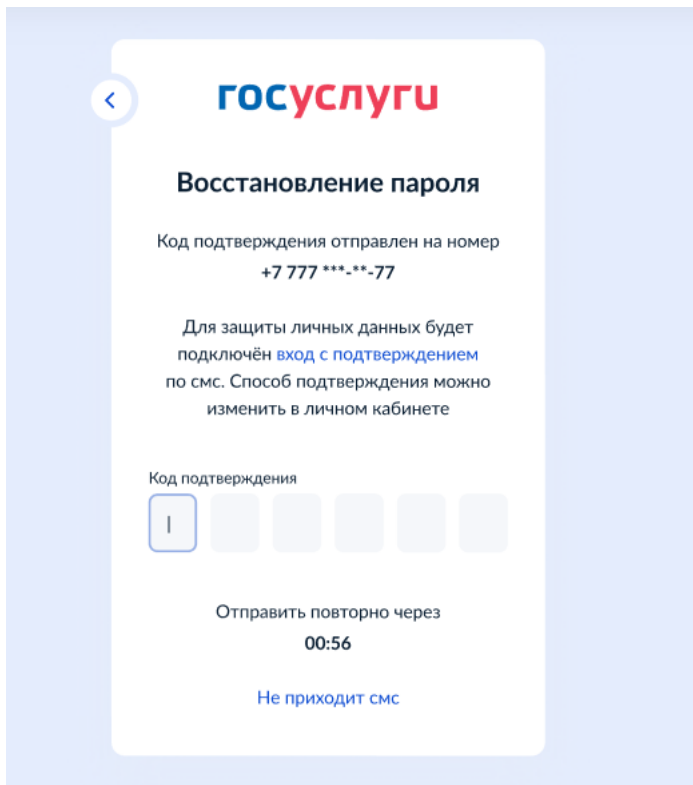 госуслуги
Восстановление пароля
Код подтверждения отправлен на номер
+7 777 ***-**-77
Для защиты личных данных будет
подключён вход с подтверждением
по смс. Способ подтверждения можно
изменить в личном кабинете
Код подтверждения
Отправить повторно через
00:56
Не приходит смс